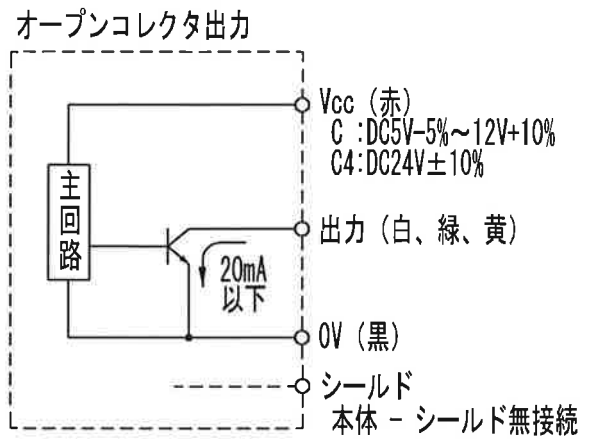 オープンコレクタ出力
Vcc (赤)
C :DC5V-5%～12V+10%
C4:DC24V±10%
主回路
出力 (白、緑、黄)
20mA
以下
0V (黒)
シールド
本体 - シールド無接続